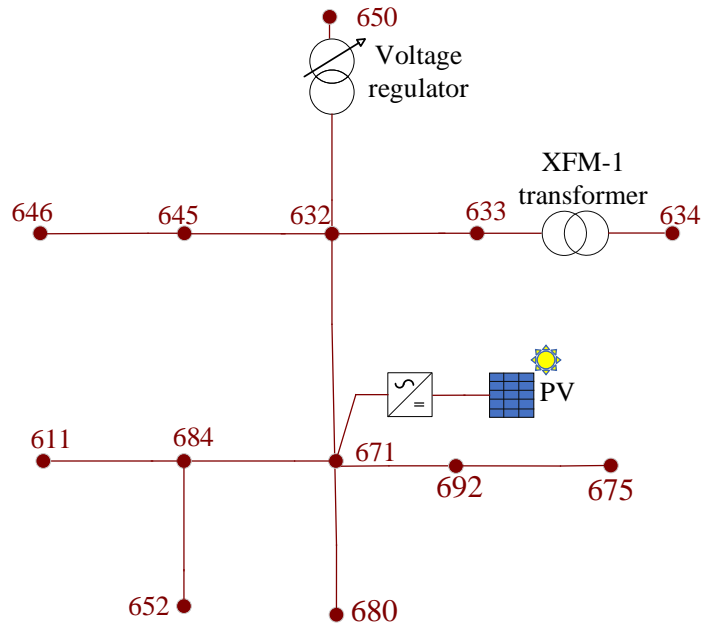 650
Voltage
regulator
XFM-1
transformer
646
645
632
633
634
PV
611
684
671
692
675
652
680